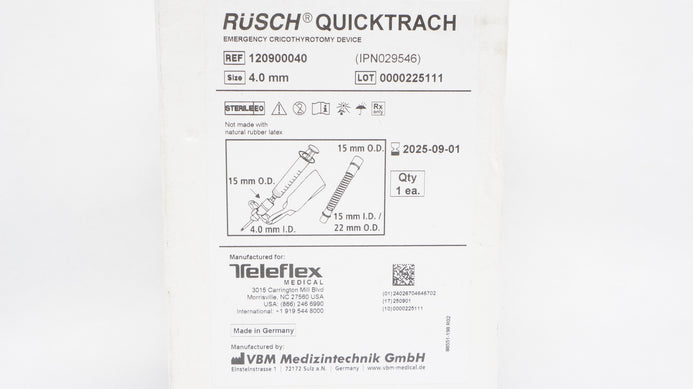 RÜSCH® QUICKTRACH
EMERGENCY CRICOTHYROTOMY DEVICE
REF 120900040 (IPN029546)
Size 4.0 mm LOT 0000225111
STERILE EO Rx only
Not made with
natural rubber latex
2025-09-01
15 mm O.D.
15 mm O.D.
4.0 mm I.D.
15 mm I.D. /
22 mm O.D.
Qty
1 ea.
Manufactured for:
Teleflex
MEDICAL
3015 Carrington Mill Blvd
Morrisville, NC 27560 USA
USA: (866) 246 6990
International: +1 919 544 8000
(01)24026704646702
(17)250901
(10)0000225111
Made in Germany
Manufactured by:
VBM Medizintechnik GmbH
Einsteinstrasse 1 | 72172 Sulz a.N. | Germany | www.vbm-medical.de